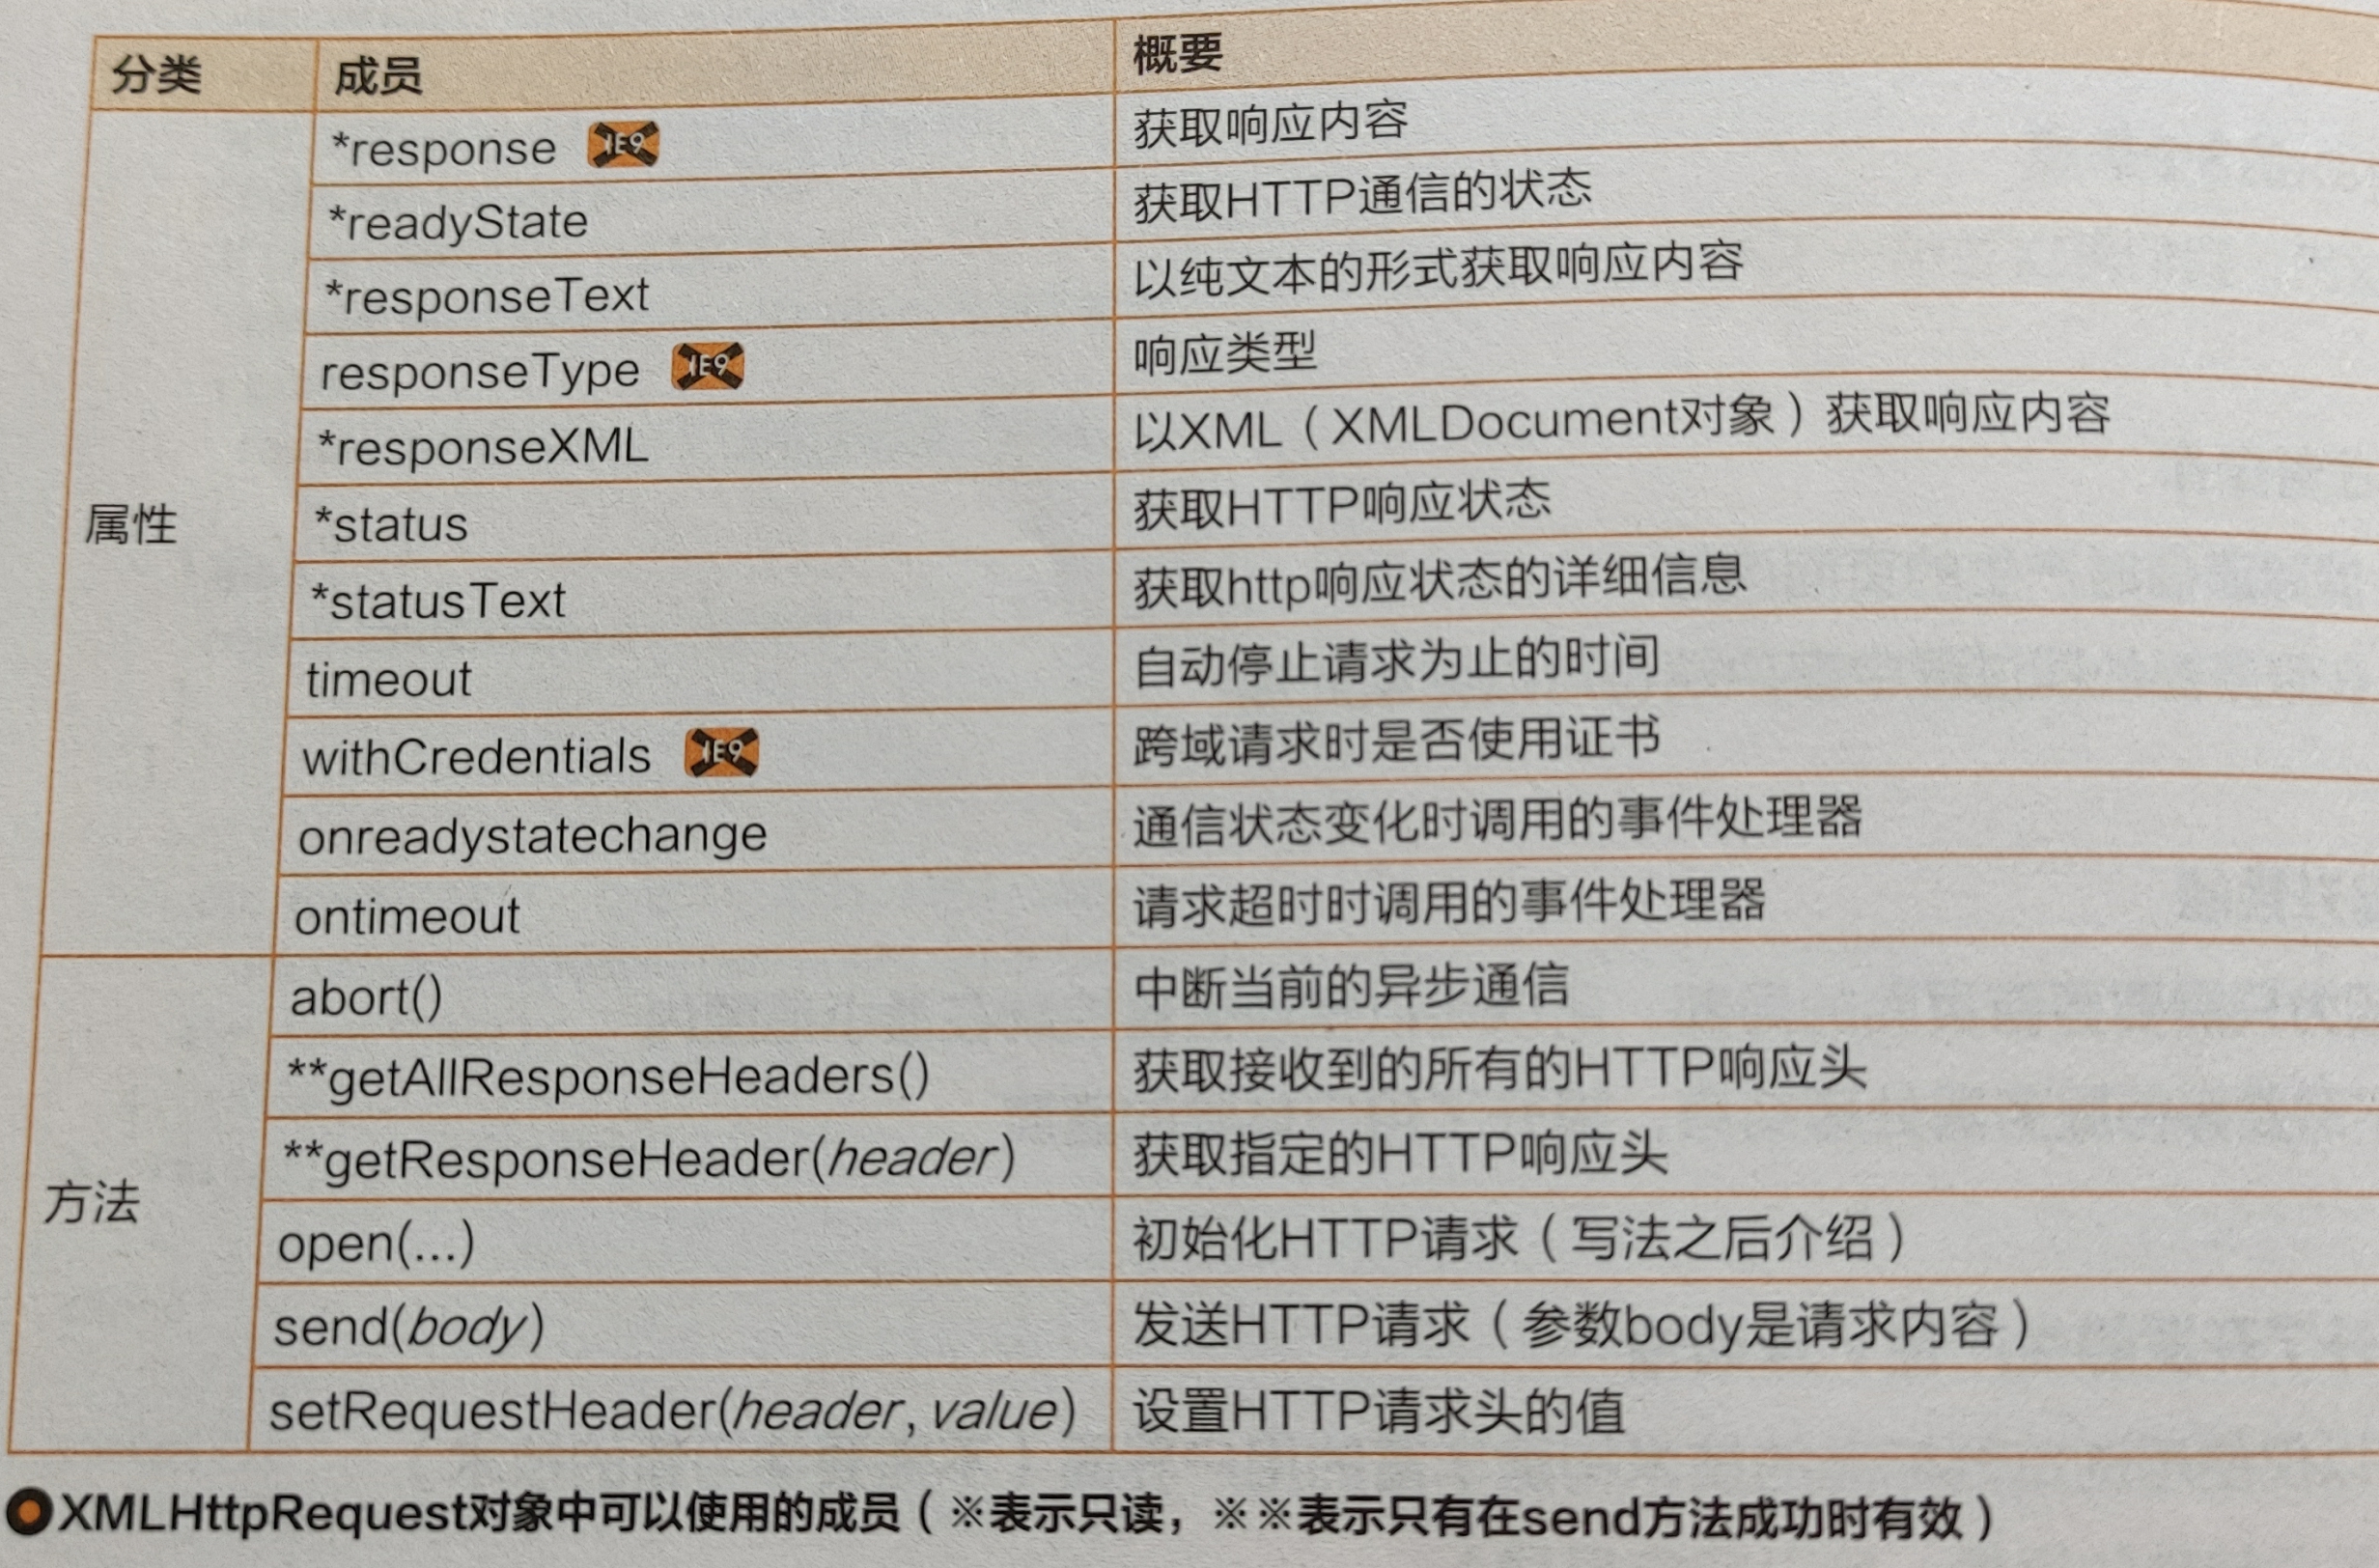 分类 成员 概要
属性
*response IE9 获取响应内容
*readyState 获取HTTP通信的状态
*responseText 以纯文本的形式获取响应内容
responseType IE9 响应类型
*responseXML 以XML（XMLDocument对象）获取响应内容
*status 获取HTTP响应状态
*statusText 获取http响应状态的详细信息
timeout 自动停止请求为止的时间
withCredentials IE9 跨域请求时是否使用证书
onreadystatechange 通信状态变化时调用的事件处理器
ontimeout 请求超时时调用的事件处理器
方法
abort() 中断当前的异步通信
**getAllResponseHeaders() 获取接收到的所有的HTTP响应头
**getResponseHeader(header) 获取指定的HTTP响应头
open(...) 初始化HTTP请求（写法之后介绍）
send(body) 发送HTTP请求（参数body是请求内容）
setRequestHeader(header, value) 设置HTTP请求头的值
XMLHttpRequest对象中可以使用的成员（※表示只读，※※表示只有在send方法成功时有效）